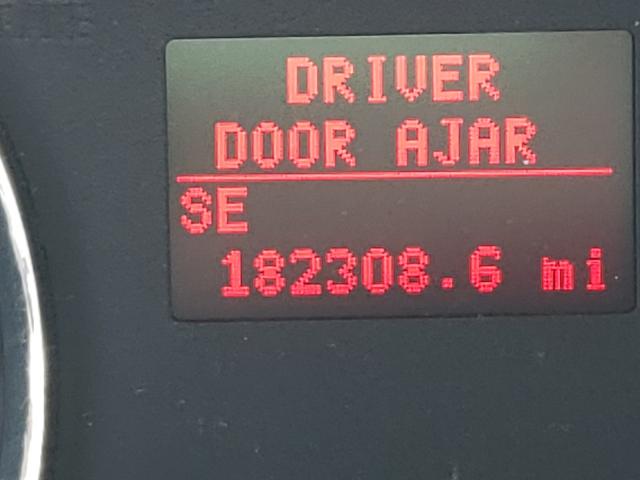 DRIVER
DOOR AJAR
SE
182308.6 mi